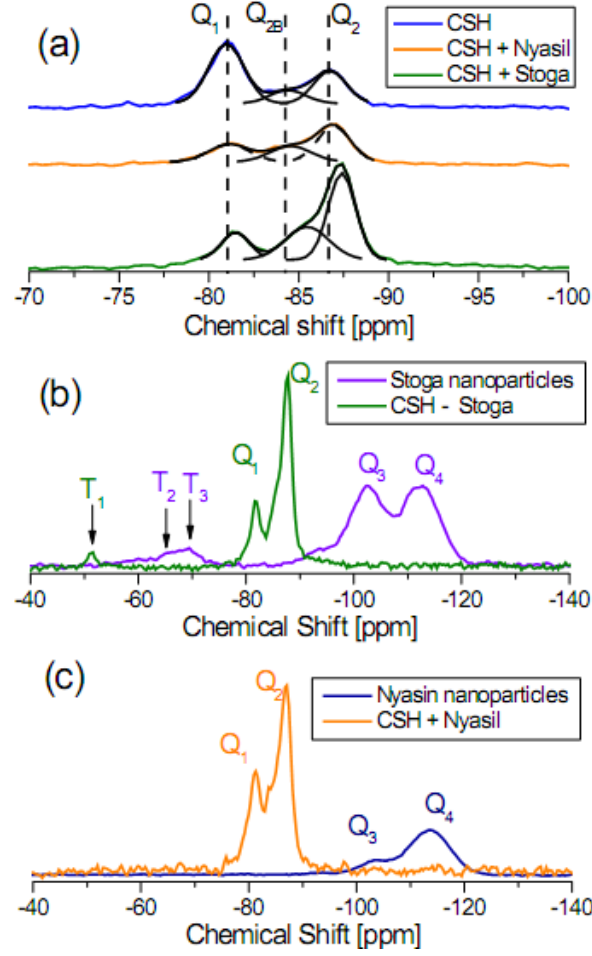 (a)
Q1 Q2B Q2
CSH
CSH + Nyasil
CSH + Stoga
-70 -75 -80 -85 -90 -95 -100
Chemical shift [ppm]
(b)
Stoga nanoparticles
CSH - Stoga
T1 T2 T3 Q1 Q2 Q3 Q4
-40 -60 -80 -100 -120 -140
Chemical Shift [ppm]
(c)
Nyasin nanoparticles
CSH + Nyasil
Q1 Q2 Q3 Q4
-40 -60 -80 -100 -120 -140
Chemical Shift [ppm]